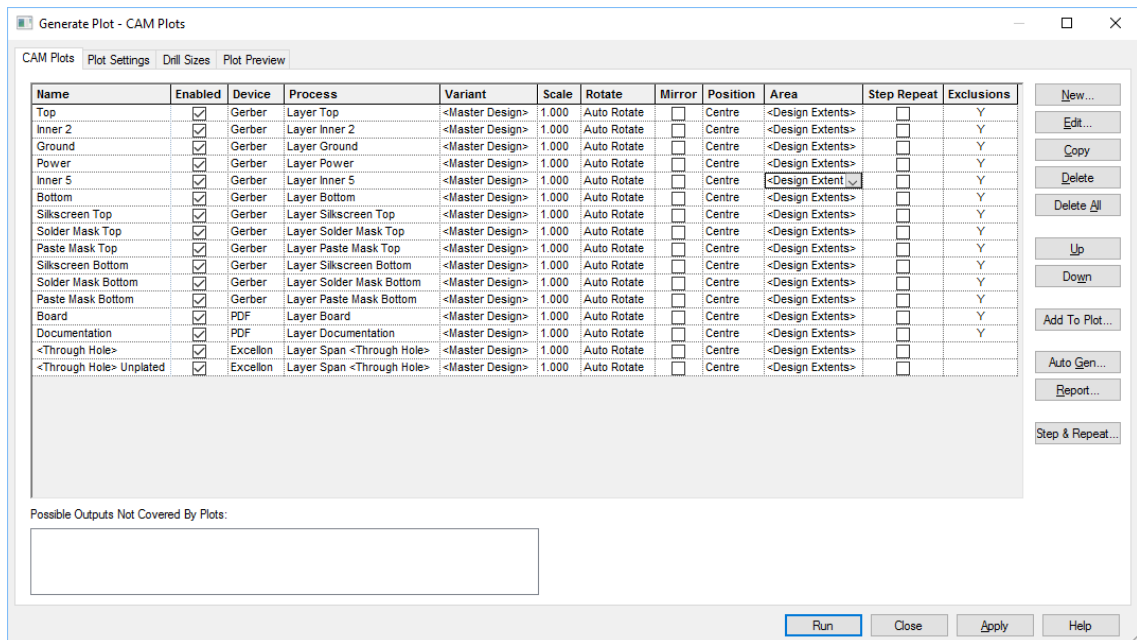 Generate Plot - CAM Plots
CAM Plots Plot Settings Drill Sizes Plot Preview
Name Enabled Device Process Variant Scale Rotate Mirror Position Area Step Repeat Exclusions
Top Gerber Layer Top <Master Design> 1.000 Auto Rotate Centre <Design Extents> Y
Inner 2 Gerber Layer Inner 2 <Master Design> 1.000 Auto Rotate Centre <Design Extents> Y
Ground Gerber Layer Ground <Master Design> 1.000 Auto Rotate Centre <Design Extents> Y
Power Gerber Layer Power <Master Design> 1.000 Auto Rotate Centre <Design Extents> Y
Inner 5 Gerber Layer Inner 5 <Master Design> 1.000 Auto Rotate Centre <Design Extent Y
Bottom Gerber Layer Bottom <Master Design> 1.000 Auto Rotate Centre <Design Extents> Y
Silkscreen Top Gerber Layer Silkscreen Top <Master Design> 1.000 Auto Rotate Centre <Design Extents> Y
Solder Mask Top Gerber Layer Solder Mask Top <Master Design> 1.000 Auto Rotate Centre <Design Extents> Y
Paste Mask Top Gerber Layer Paste Mask Top <Master Design> 1.000 Auto Rotate Centre <Design Extents> Y
Silkscreen Bottom Gerber Layer Silkscreen Bottom <Master Design> 1.000 Auto Rotate Centre <Design Extents> Y
Solder Mask Bottom Gerber Layer Solder Mask Bottom <Master Design> 1.000 Auto Rotate Centre <Design Extents> Y
Paste Mask Bottom Gerber Layer Paste Mask Bottom <Master Design> 1.000 Auto Rotate Centre <Design Extents> Y
Board PDF Layer Board <Master Design> 1.000 Auto Rotate Centre <Design Extents> Y
Documentation PDF Layer Documentation <Master Design> 1.000 Auto Rotate Centre <Design Extents> Y
<Through Hole> Excellon Layer Span <Through Hole> <Master Design> 1.000 Auto Rotate Centre <Design Extents>
<Through Hole> Unplated Excellon Layer Span <Through Hole> <Master Design> 1.000 Auto Rotate Centre <Design Extents>
New...
Edit...
Copy
Delete
Delete All
Up
Down
Add To Plot...
Auto Gen...
Report...
Step & Repeat...
Possible Outputs Not Covered By Plots:
Run Close Apply Help